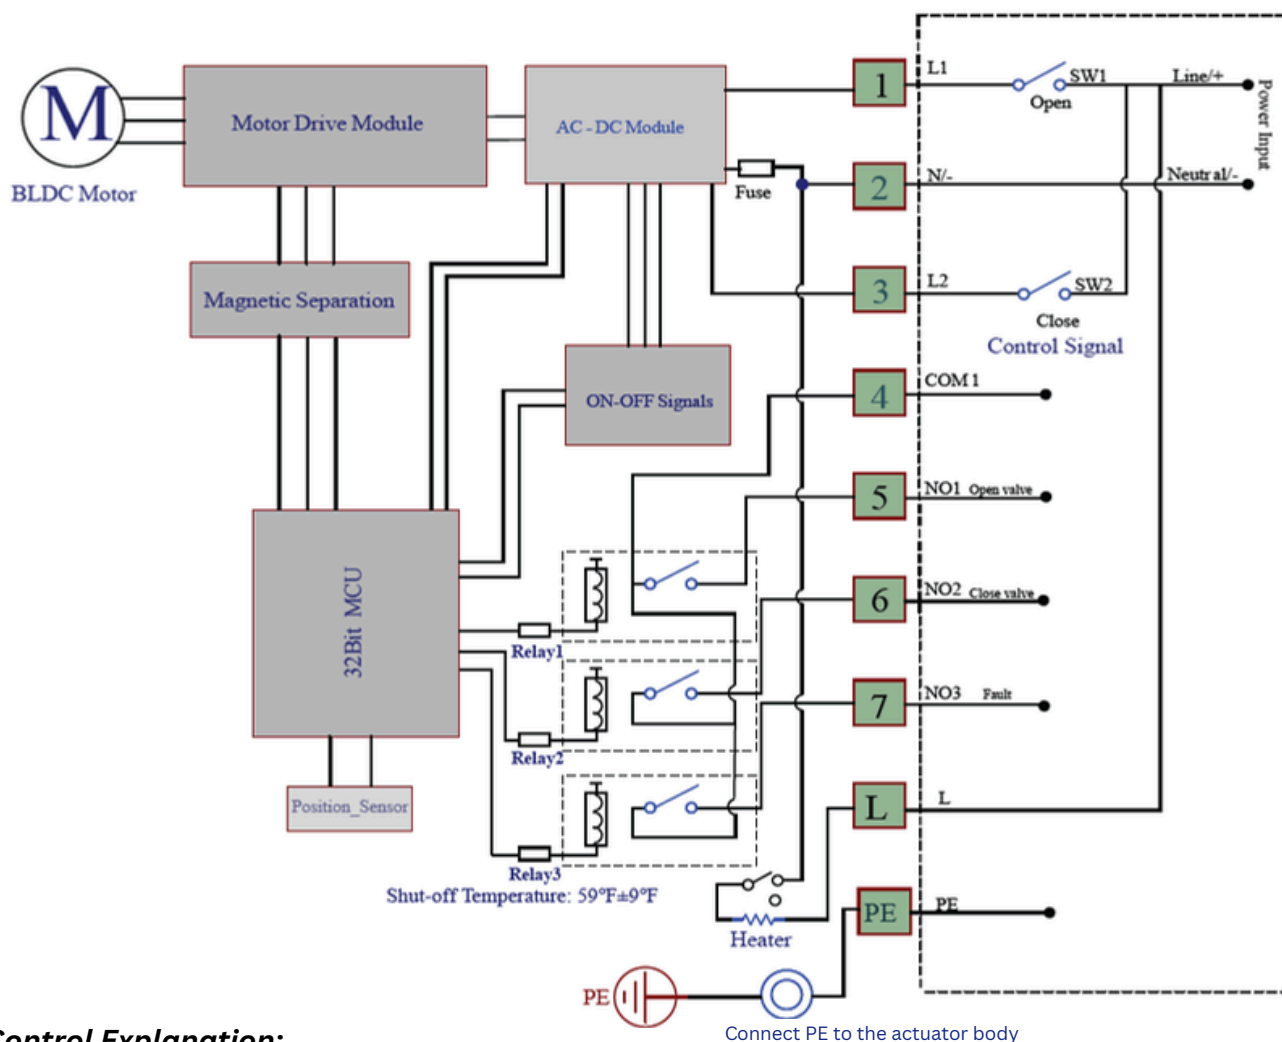 M
BLDC Motor
Motor Drive Module
AC - DC Module
Fuse
Magnetic Separation
ON-OFF Signals
32Bit MCU
Position_Sensor
Relay1
Relay2
Relay3
Shut-off Temperature: 59°F±9°F
Heater
PE
Connect PE to the actuator body
1
L1
SW1
Open
Line/+
Power Input
2
N/-
Neutral/-
3
L2
SW2
Close
Control Signal
4
COM 1
5
NO1 Open valve
6
NO2 Close valve
7
NO3 Fault
L
L
PE
PE
Control Explanation: